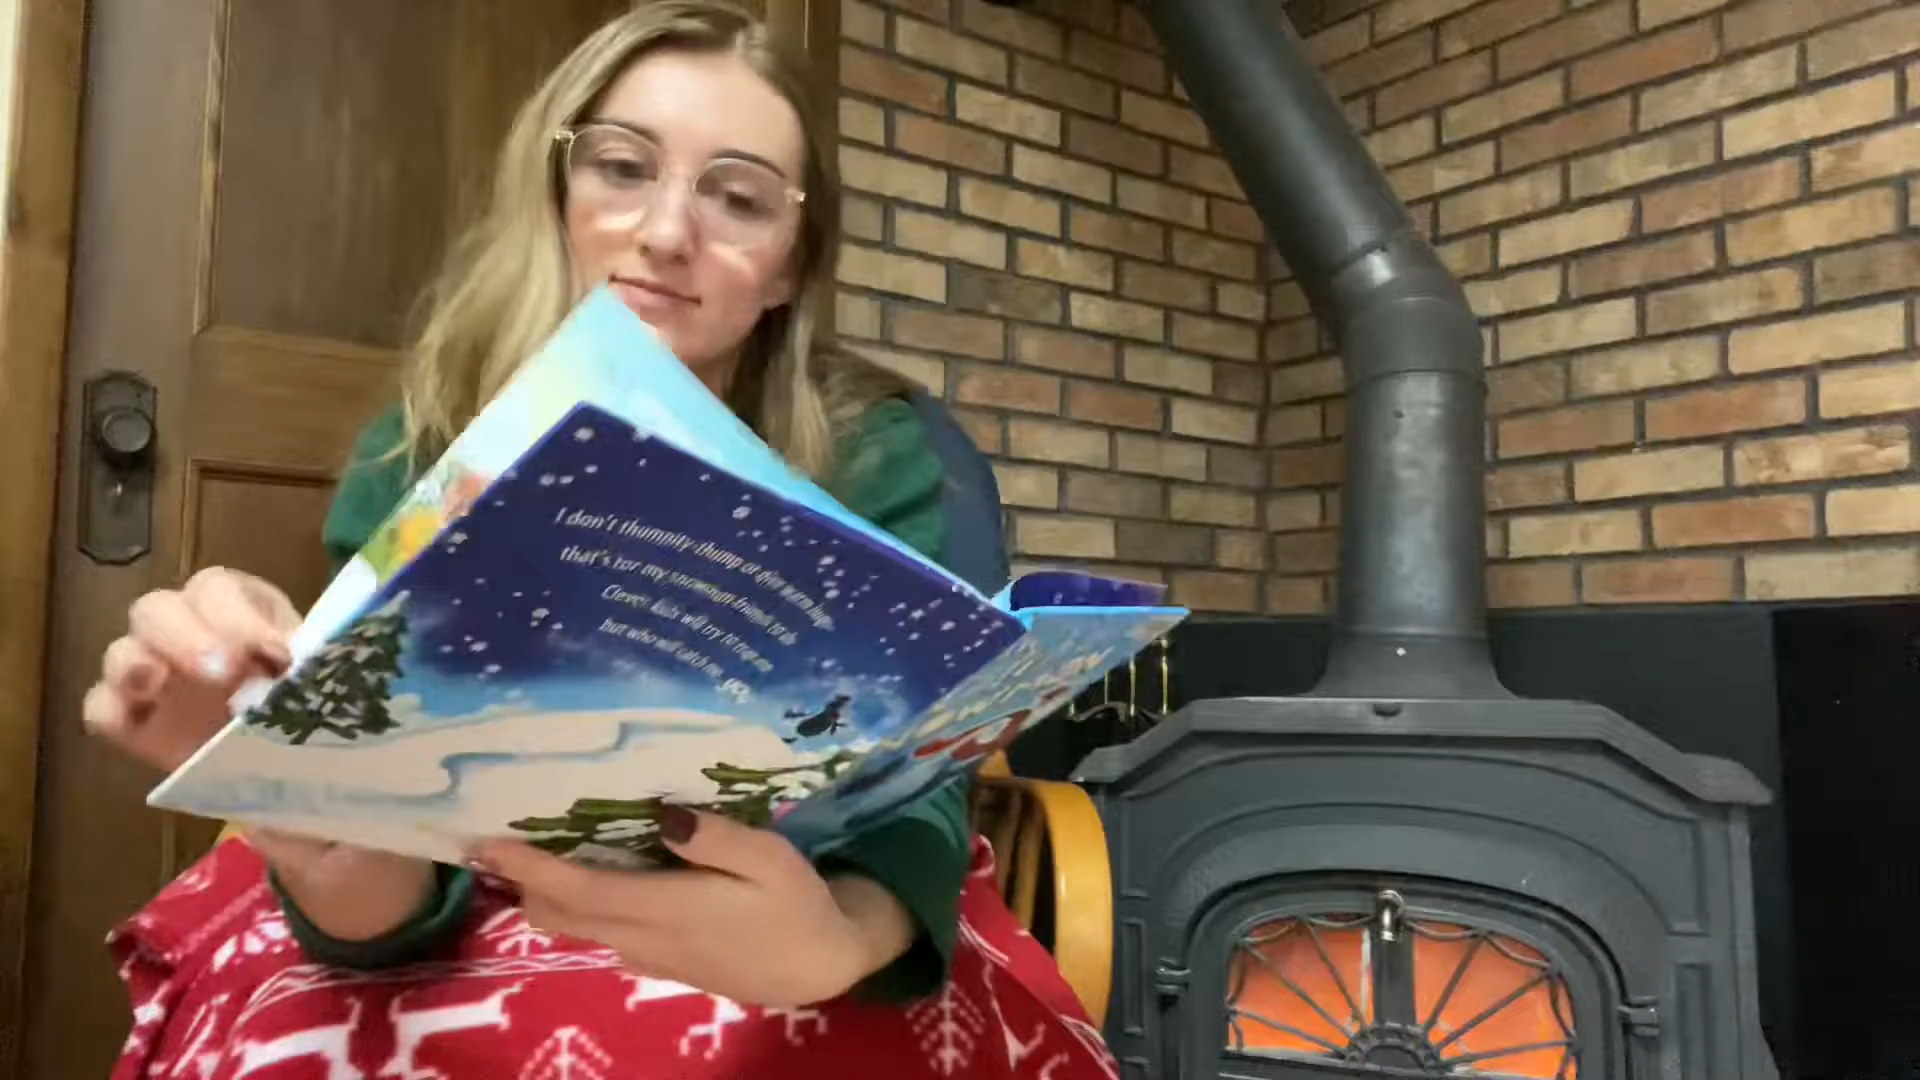 I don't thumpity-thump or give warm hugs-
that's for my snowman friends to do.
Clever kids will try to trap me
but who will catch me... you